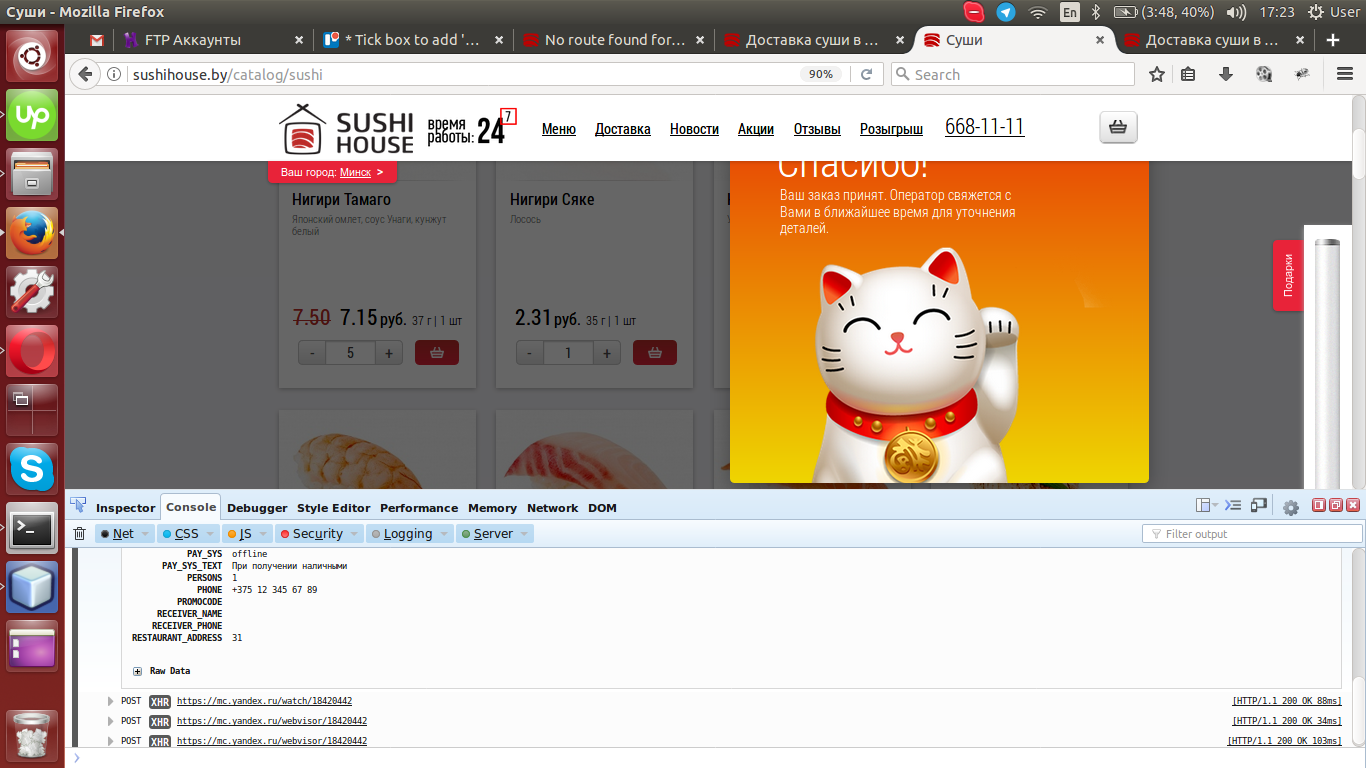 Суши - Mozilla Firefox
En
(3:48, 40%)
17:23
User
FTP Аккаунты
* Tick box to add '...
No route found for...
Доставка суши в ...
Суши
Доставка суши в ...
sushihouse.by/catalog/sushi
90%
Search
SUSHI
HOUSE
время
работы:
24
7
Меню
Доставка
Новости
Акции
Отзывы
Розыгрыш
668-11-11
Ваш город: Минск >
Спасибо!
Ваш заказ принят. Оператор свяжется с
Вами в ближайшее время для уточнения
деталей.
Нигири Тамаго
Японский омлет, соус Унаги, кунжут
белый
7.50 7.15 руб. 37 г | 1 шт
- 5 +
Нигири Сяке
Лосось
2.31 руб. 35 г | 1 шт
- 1 +
Подарки
Inspector
Console
Debugger
Style Editor
Performance
Memory
Network
DOM
Net
CSS
JS
Security
Logging
Server
Filter output
PAY_SYS offline
PAY_SYS_TEXT При получении наличными
PERSONS 1
PHONE +375 12 345 67 89
PROMOCODE
RECEIVER_NAME
RECEIVER_PHONE
RESTAURANT_ADDRESS 31
Raw Data
POST XHR https://mc.yandex.ru/watch/18420442 [HTTP/1.1 200 OK 88ms]
POST XHR https://mc.yandex.ru/webvisor/18420442 [HTTP/1.1 200 OK 34ms]
POST XHR https://mc.yandex.ru/webvisor/18420442 [HTTP/1.1 200 OK 103ms]